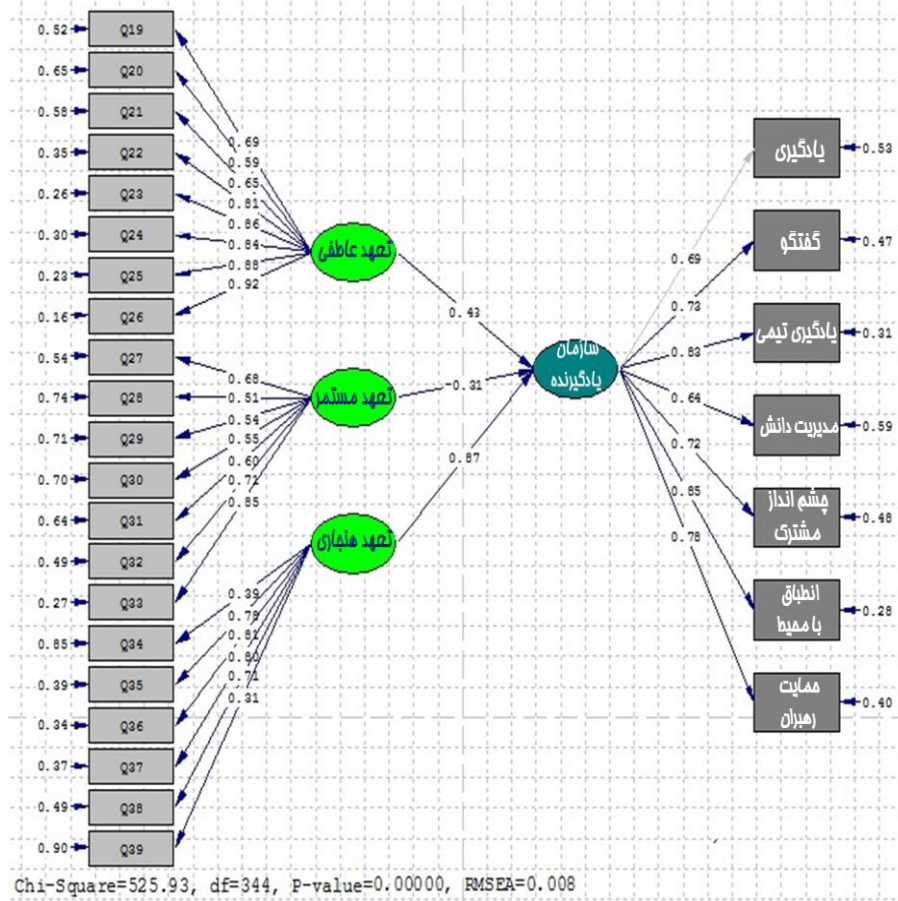 0.52
Q19
0.65
Q20
0.58
Q21
0.35
Q22
0.26
Q23
0.30
Q24
0.23
Q25
0.16
Q26
0.54
Q27
0.74
Q28
0.71
Q29
0.70
Q30
0.64
Q31
0.49
Q32
0.27
Q33
0.85
Q34
0.39
Q35
0.34
Q36
0.37
Q37
0.49
Q38
0.90
Q39
0.69
0.59
0.65
0.81
0.86
0.84
0.88
0.92
0.68
0.51
0.54
0.55
0.60
0.71
0.85
0.39
0.78
0.81
0.80
0.71
0.31
تعهد عاطفی
تعهد مستمر
تعهد هنجاری
0.43
-0.31
0.87
سازمان
یادگیرنده
0.69
0.73
0.83
0.64
0.72
0.85
0.78
یادگیری
0.53
گفتگو
0.47
یادگیری تیمی
0.31
مدیریت دانش
0.59
چشم انداز
مشترک
0.48
انطباق
با محیط
0.28
حمایت
رهبران
0.40
Chi-Square=525.93, df=344, P-value=0.00000, RMSEA=0.008